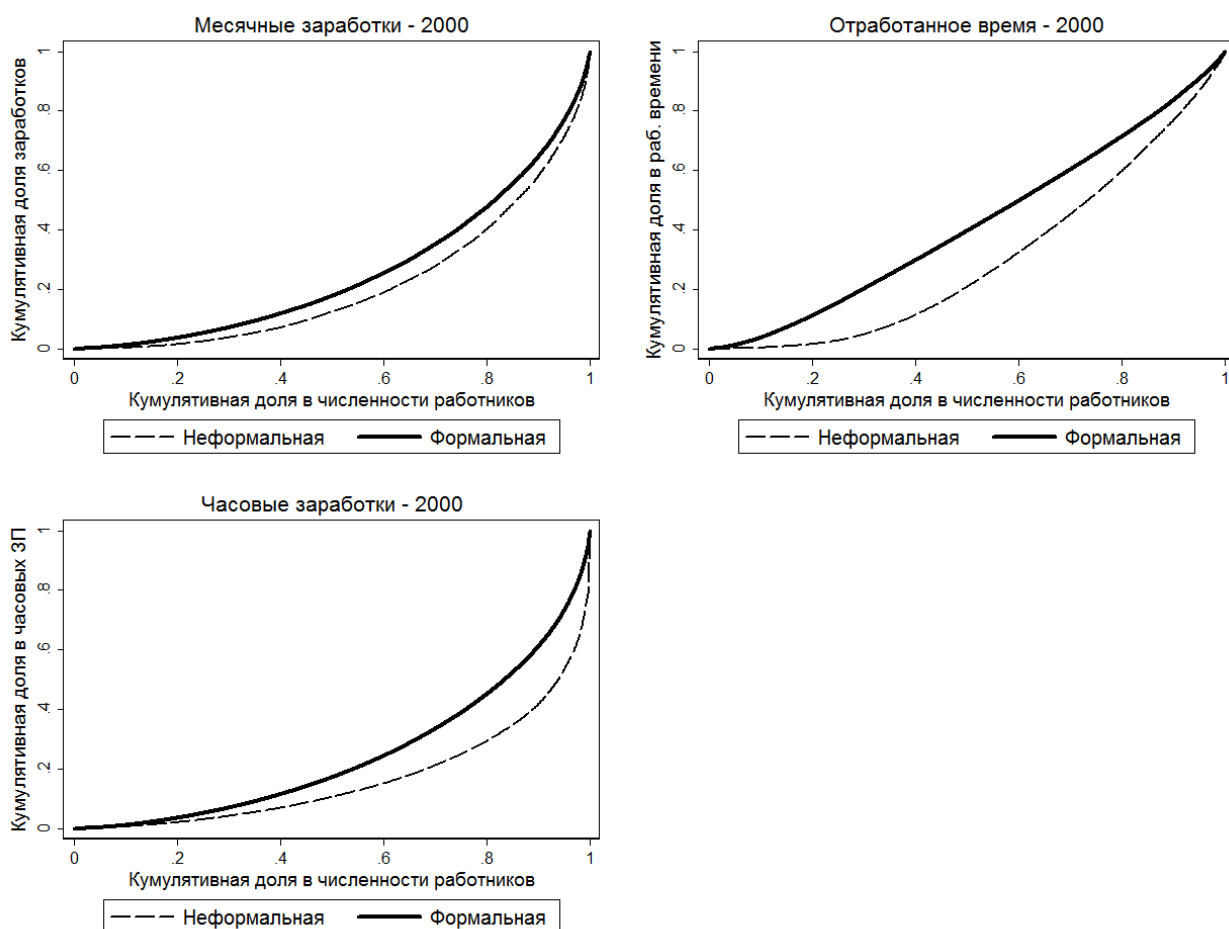 Месячные заработки - 2000
Кумулятивная доля заработков
1
.8
.6
.4
.2
0
0 .2 .4 .6 .8 1
Кумулятивная доля в численности работников
Неформальная Формальная
Отработанное время - 2000
Кумулятивная доля в раб. времени
1
.8
.6
.4
.2
0
0 .2 .4 .6 .8 1
Кумулятивная доля в численности работников
Неформальная Формальная
Часовые заработки - 2000
Кумулятивная доля в часовых ЗП
1
.8
.6
.4
.2
0
0 .2 .4 .6 .8 1
Кумулятивная доля в численности работников
Неформальная Формальная